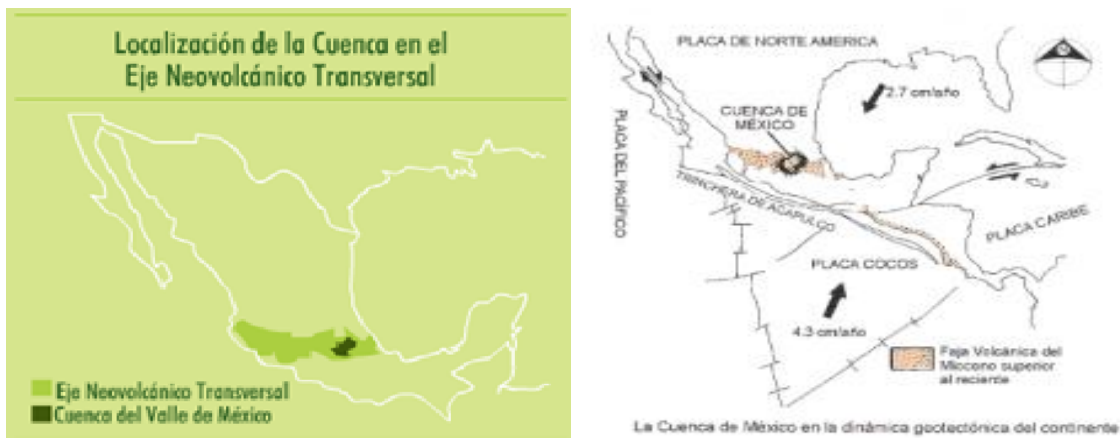 Localización de la Cuenca en el
Eje Neovolcánico Transversal
Eje Neovolcánico Transversal
Cuenca del Valle de México
PLACA DE NORTE AMERICA
2.7 cm/año
CUENCA DE
MÉXICO
PLACA DEL PACÍFICO
TRINCHERA DE ACAPULCO
PLACA CARIBE
PLACA COCOS
4.3 cm/año
Faja Volcánica del
Mioceno superior
al reciente
La Cuenca de México en la dinámica geotectónica del continente